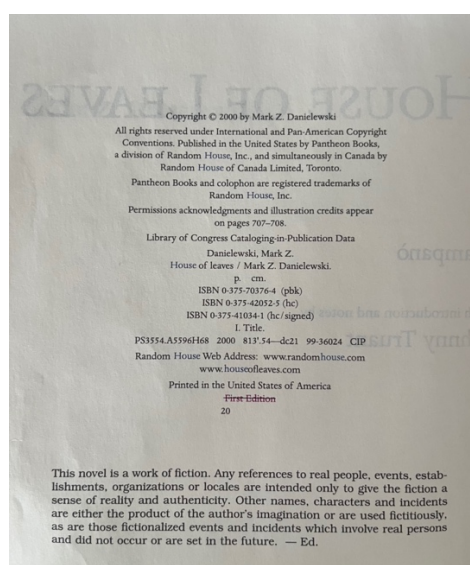 HOUSE OF LEAVES
Copyright © 2000 by Mark Z. Danielewski
All rights reserved under International and Pan-American Copyright
Conventions. Published in the United States by Pantheon Books,
a division of Random House, Inc., and simultaneously in Canada by
Random House of Canada Limited, Toronto.
Pantheon Books and colophon are registered trademarks of
Random House, Inc.
Permissions acknowledgments and illustration credits appear
on pages 707–708.
Library of Congress Cataloging-in-Publication Data
Danielewski, Mark Z.
House of leaves / Mark Z. Danielewski.
p. cm.
ISBN 0-375-70376-4 (pbk)
ISBN 0-375-42052-5 (hc)
ISBN 0-375-41034-1 (hc/signed)
I. Title.
PS3554.A5596H68 2000 813'.54—dc21 99-36024 CIP
Random House Web Address: www.randomhouse.com
www.houseofleaves.com
Printed in the United States of America
First Edition
20
This novel is a work of fiction. Any references to real people, events, estab-
lishments, organizations or locales are intended only to give the fiction a
sense of reality and authenticity. Other names, characters and incidents
are either the product of the author's imagination or are used fictitiously,
as are those fictionalized events and incidents which involve real persons
and did not occur or are set in the future. — Ed.